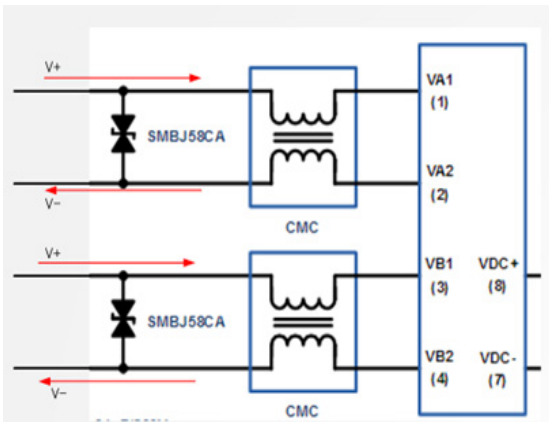 V+
VA1
(1)
SMBJ58CA
VA2
(2)
V-
CMC
V+
VB1 VDC+
(3) (8)
SMBJ58CA
VB2 VDC-
(4) (7)
V-
CMC